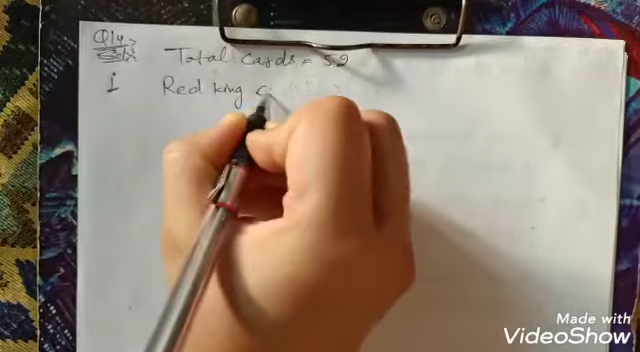 Q14
Soln
Total cards = 52
i Red king c
Made with
VideoShow